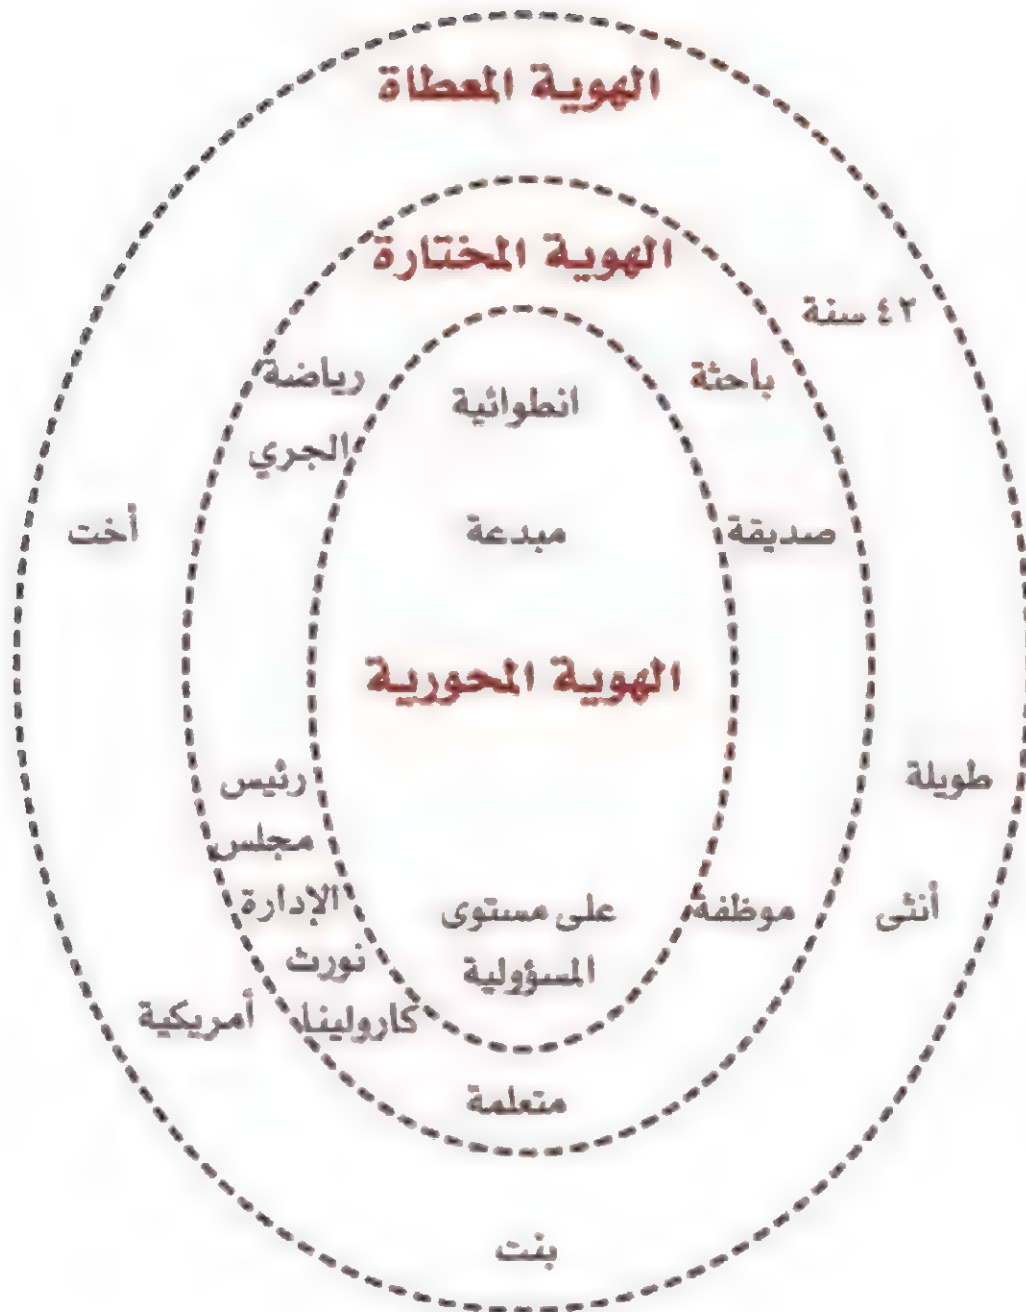 الهوية المعطاة
الهوية المختارة
٤٢ سنة
باحثة
انطوائية
رياضة
الجري
صديقة
مبدعة
أخت
الهوية المحورية
طويلة
رئيس
مجلس
الإدارة
نورث
كارولينا
أنثى
موظفة
على مستوى
المسؤولية
أمريكية
متعلمة
بنت